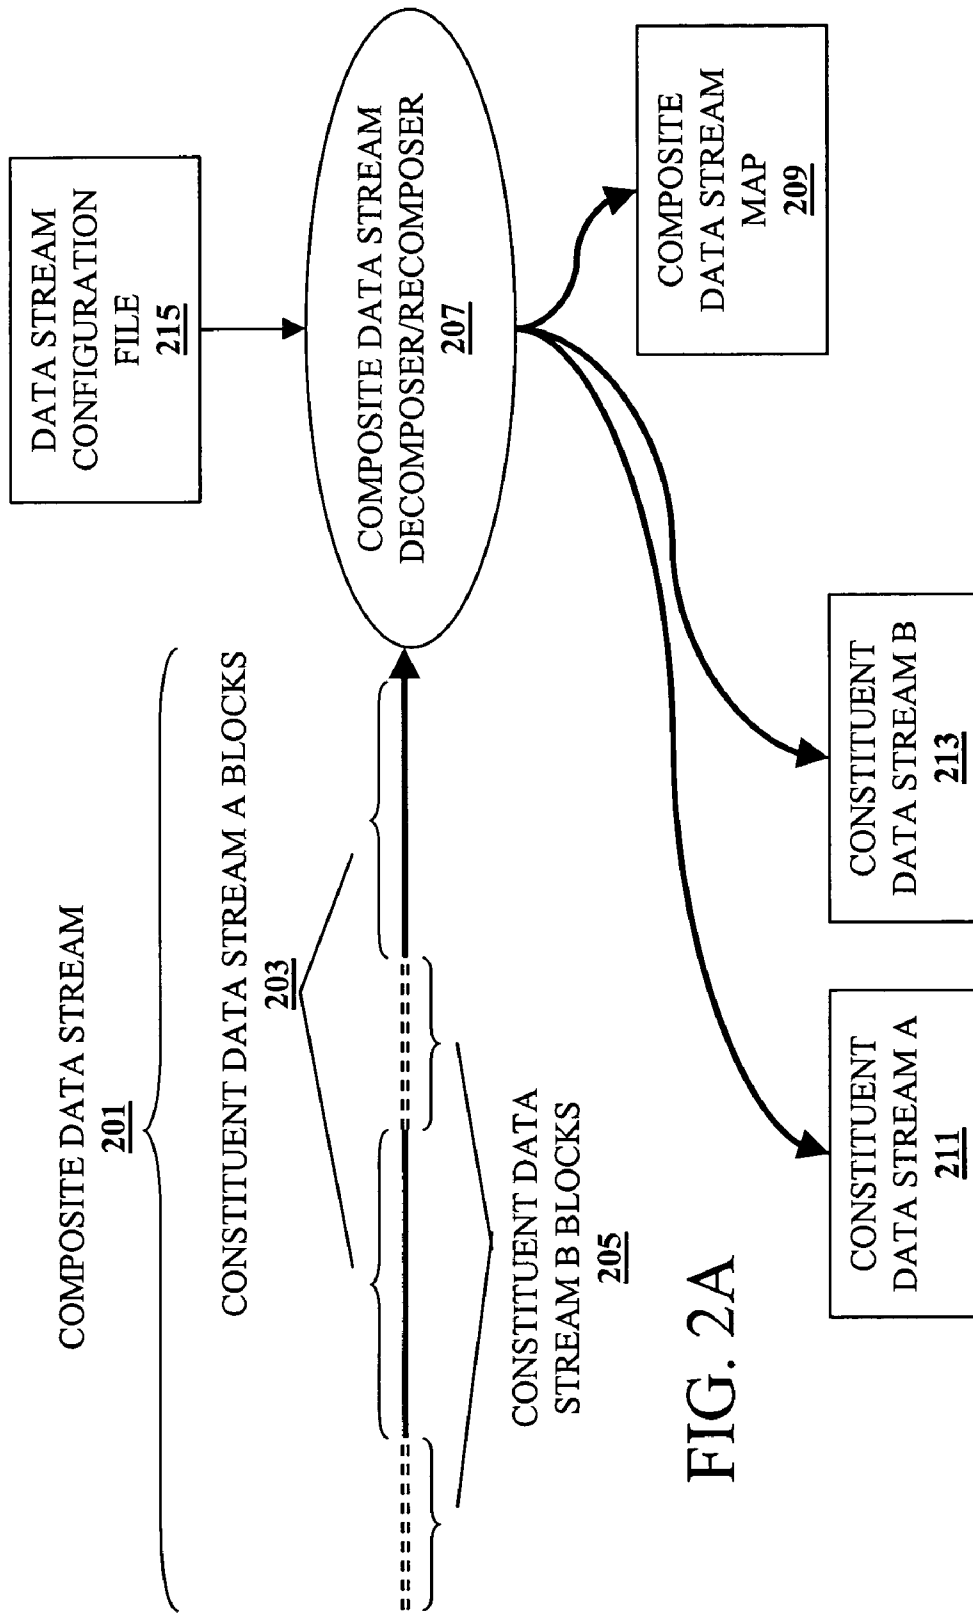 COMPOSITE DATA STREAM
201
CONSTITUENT DATA STREAM A BLOCKS
203
CONSTITUENT DATA
STREAM B BLOCKS
205
DATA STREAM
CONFIGURATION
FILE
215
COMPOSITE DATA STREAM
DECOMPOSER/RECOMPOSER
207
COMPOSITE
DATA STREAM
MAP
209
CONSTITUENT
DATA STREAM A
211
CONSTITUENT
DATA STREAM B
213
FIG. 2A